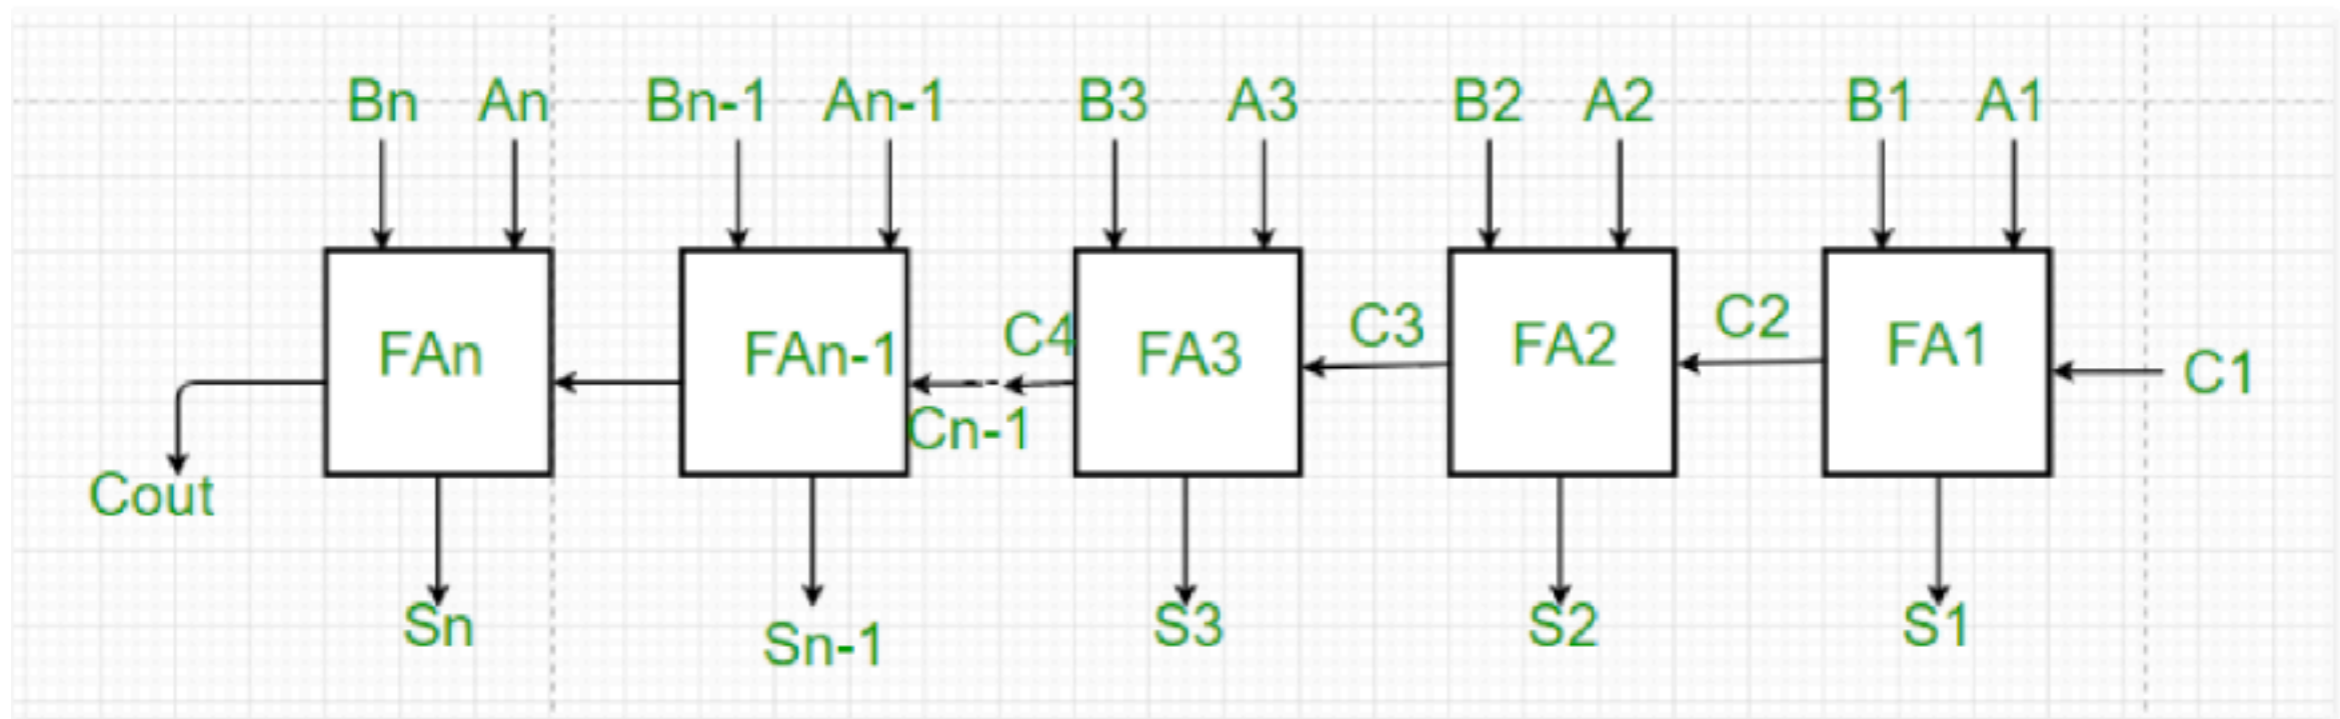 Bn An Bn-1 An-1 B3 A3 B2 A2 B1 A1
FAn FAn-1 C4 FA3 C3 FA2 C2 FA1 C1
Cn-1
Cout
Sn Sn-1 S3 S2 S1